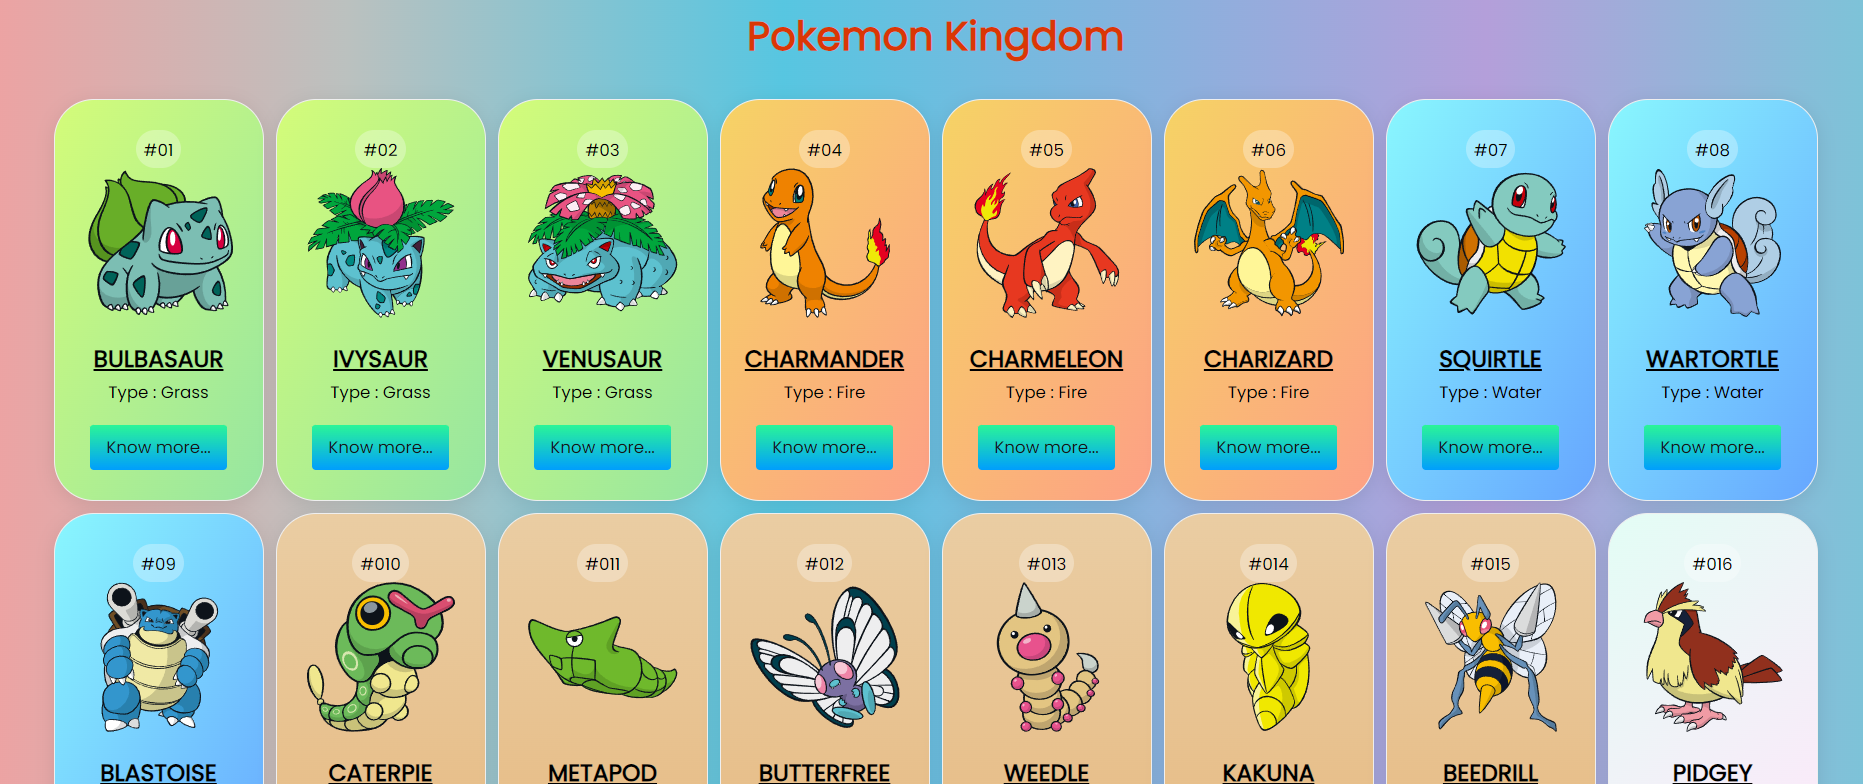 Pokemon Kingdom
#01
BULBASAUR
Type : Grass
Know more...
#02
IVYSAUR
Type : Grass
Know more...
#03
VENUSAUR
Type : Grass
Know more...
#04
CHARMANDER
Type : Fire
Know more...
#05
CHARMELEON
Type : Fire
Know more...
#06
CHARIZARD
Type : Fire
Know more...
#07
SQUIRTLE
Type : Water
Know more...
#08
WARTORTLE
Type : Water
Know more...
#09
BLASTOISE
#010
CATERPIE
#011
METAPOD
#012
BUTTERFREE
#013
WEEDLE
#014
KAKUNA
#015
BEEDRILL
#016
PIDGEY